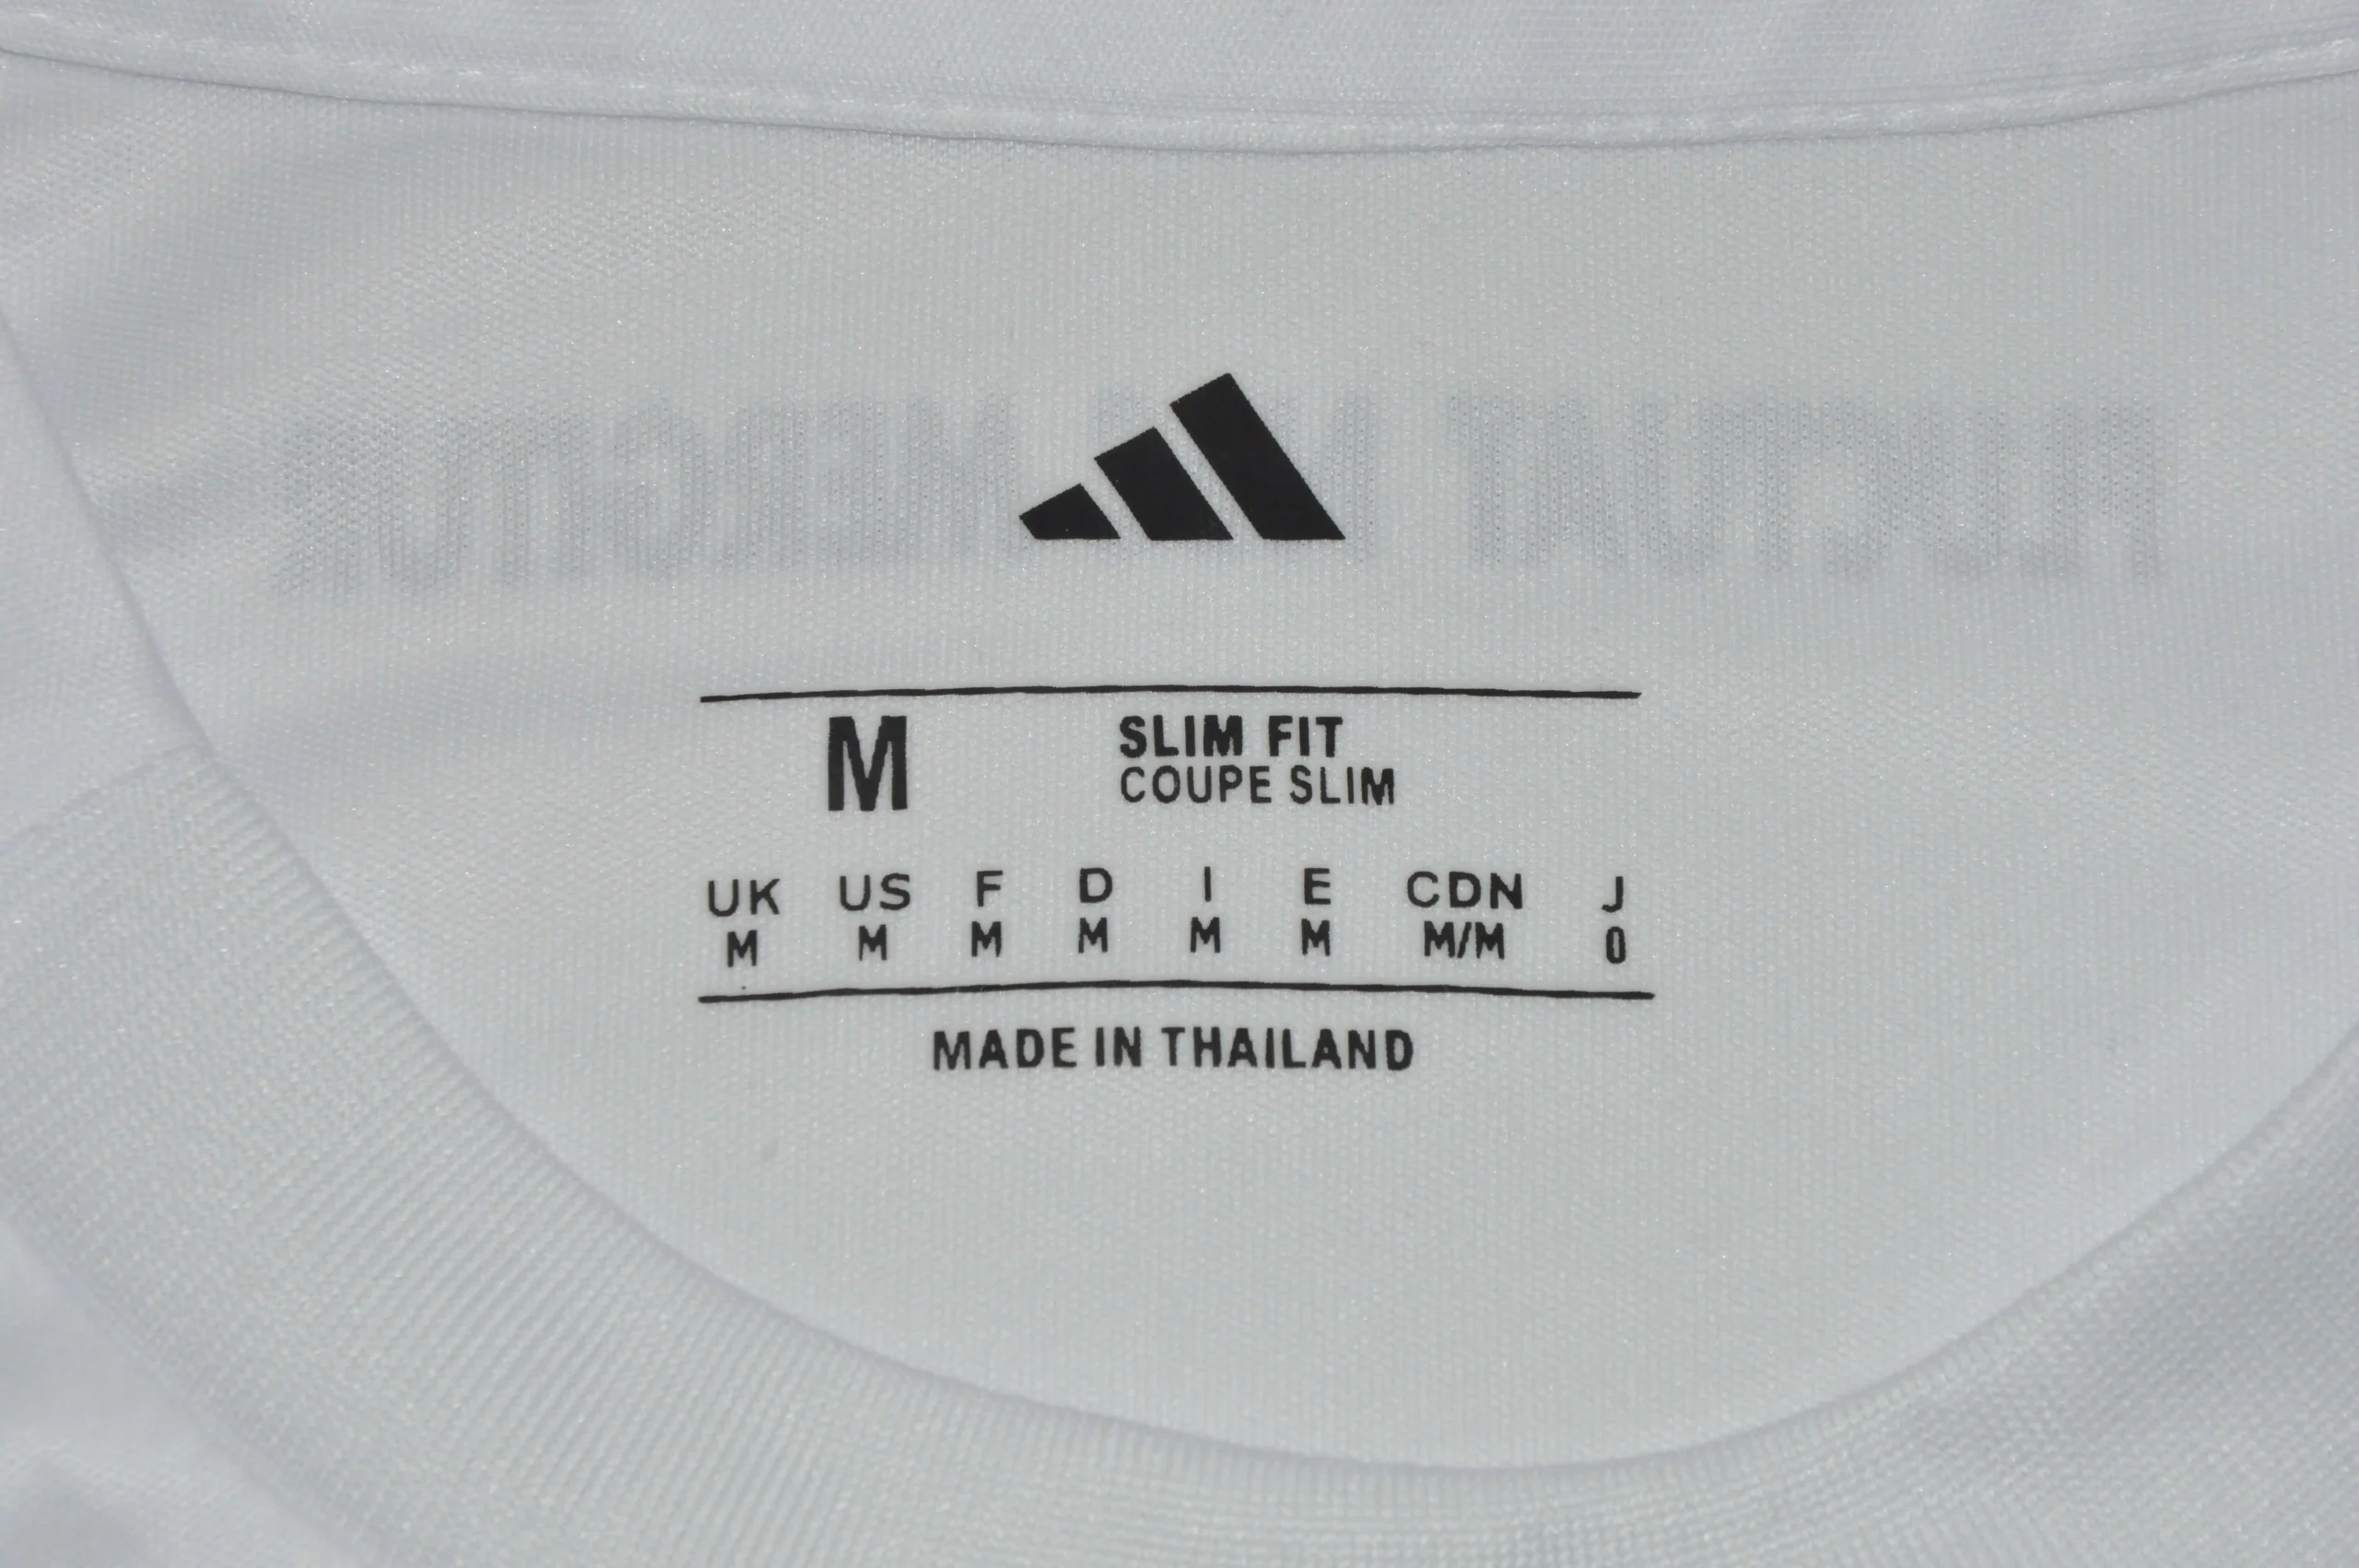 M SLIM FIT
COUPE SLIM
UK US F D I E CDN J
M M M M M M M/M O
MADE IN THAILAND